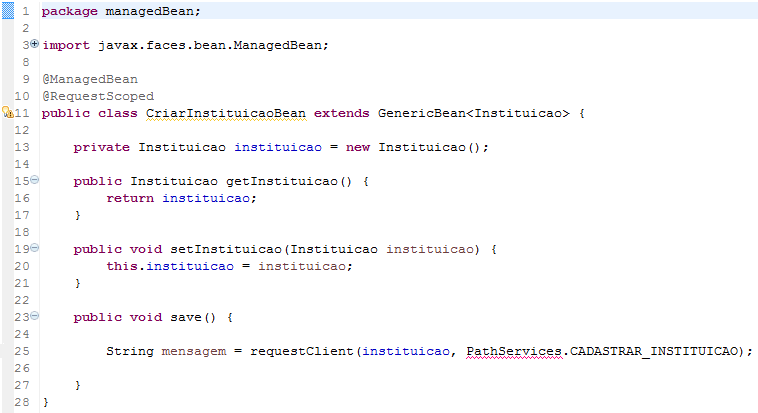 1 package managedBean;
2
3 import javax.faces.bean.ManagedBean;
8
9 @ManagedBean
10 @RequestScoped
11 public class CriarInstituicaoBean extends GenericBean<Instituicao> {
12
13     private Instituicao instituicao = new Instituicao();
14
15     public Instituicao getInstituicao() {
16         return instituicao;
17     }
18
19     public void setInstituicao(Instituicao instituicao) {
20         this.instituicao = instituicao;
21     }
22
23     public void save() {
24
25         String mensagem = requestClient(instituicao, PathServices.CADASTRAR_INSTITUICAO);
26
27     }
28 }